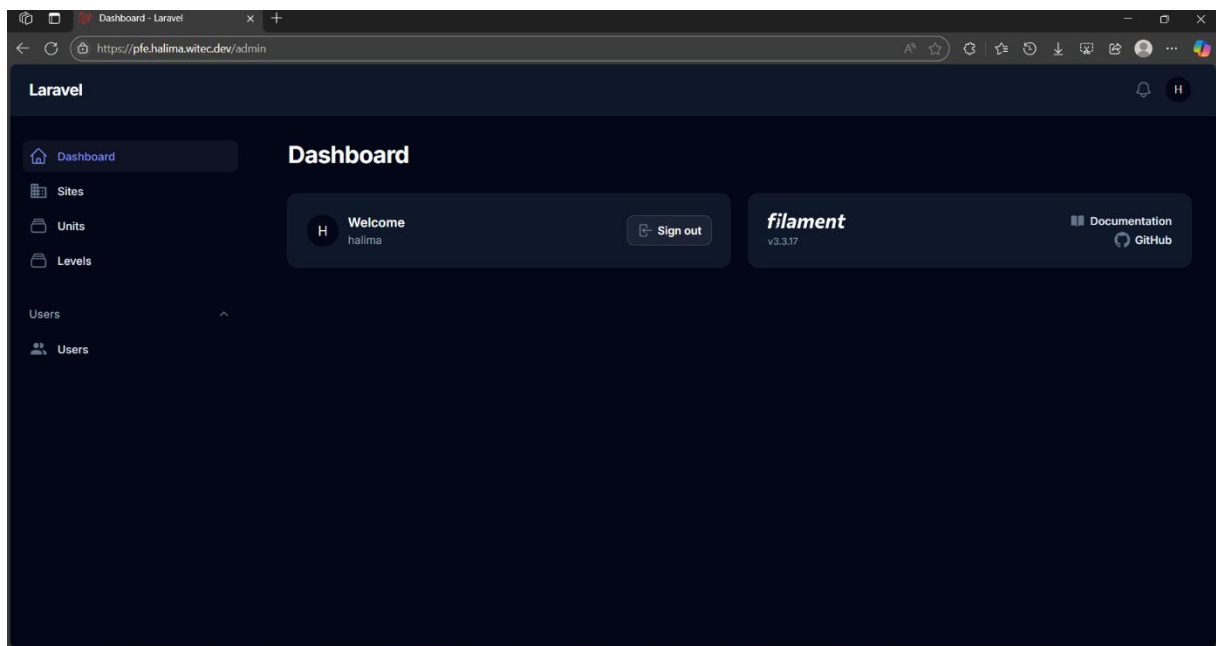 Dashboard - Laravel
https://pfe.halima.witec.dev/admin
Laravel
H
Dashboard
Sites
Units
Levels
Users
Users
Dashboard
H
Welcome
halima
Sign out
filament
v3.3.17
Documentation
GitHub